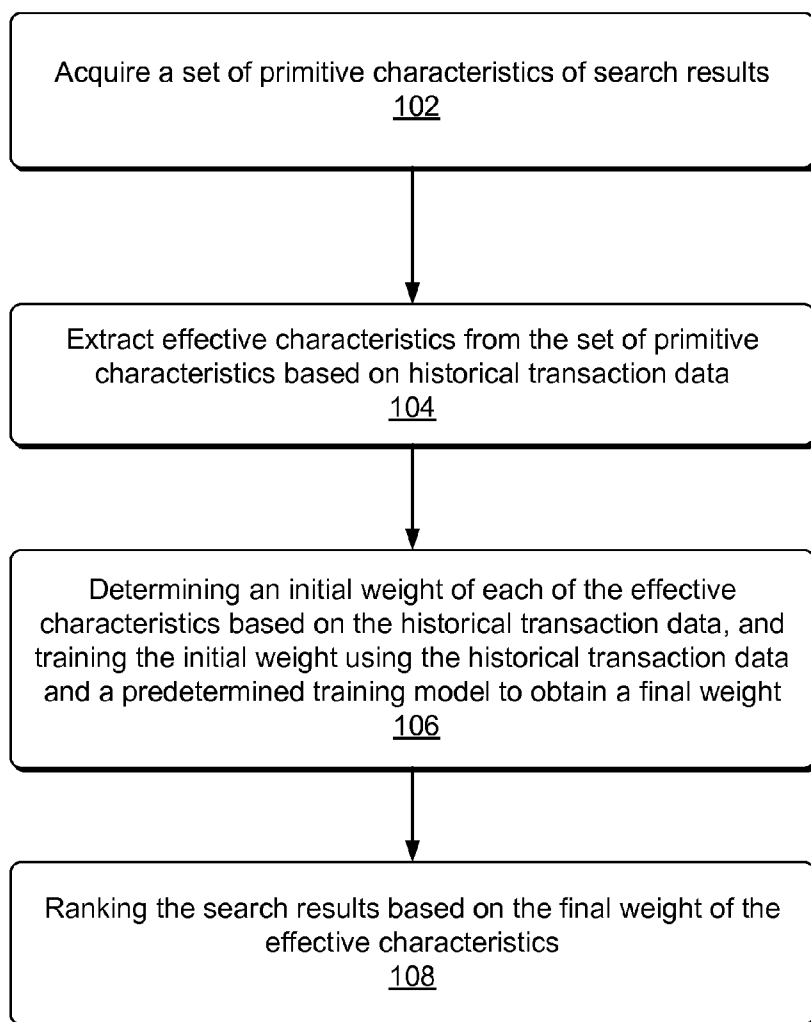 Acquire a set of primitive characteristics of search results
102
Extract effective characteristics from the set of primitive
characteristics based on historical transaction data
104
Determining an initial weight of each of the effective
characteristics based on the historical transaction data, and
training the initial weight using the historical transaction data
and a predetermined training model to obtain a final weight
106
Ranking the search results based on the final weight of the
effective characteristics
108